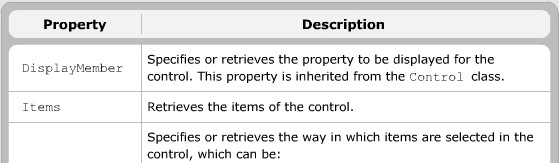 Property Description
DisplayMember
Specifies or retrieves the property to be displayed for the
control. This property is inherited from the Control class.
Items Retrieves the items of the control.
Specifies or retrieves the way in which items are selected in the
control, which can be: